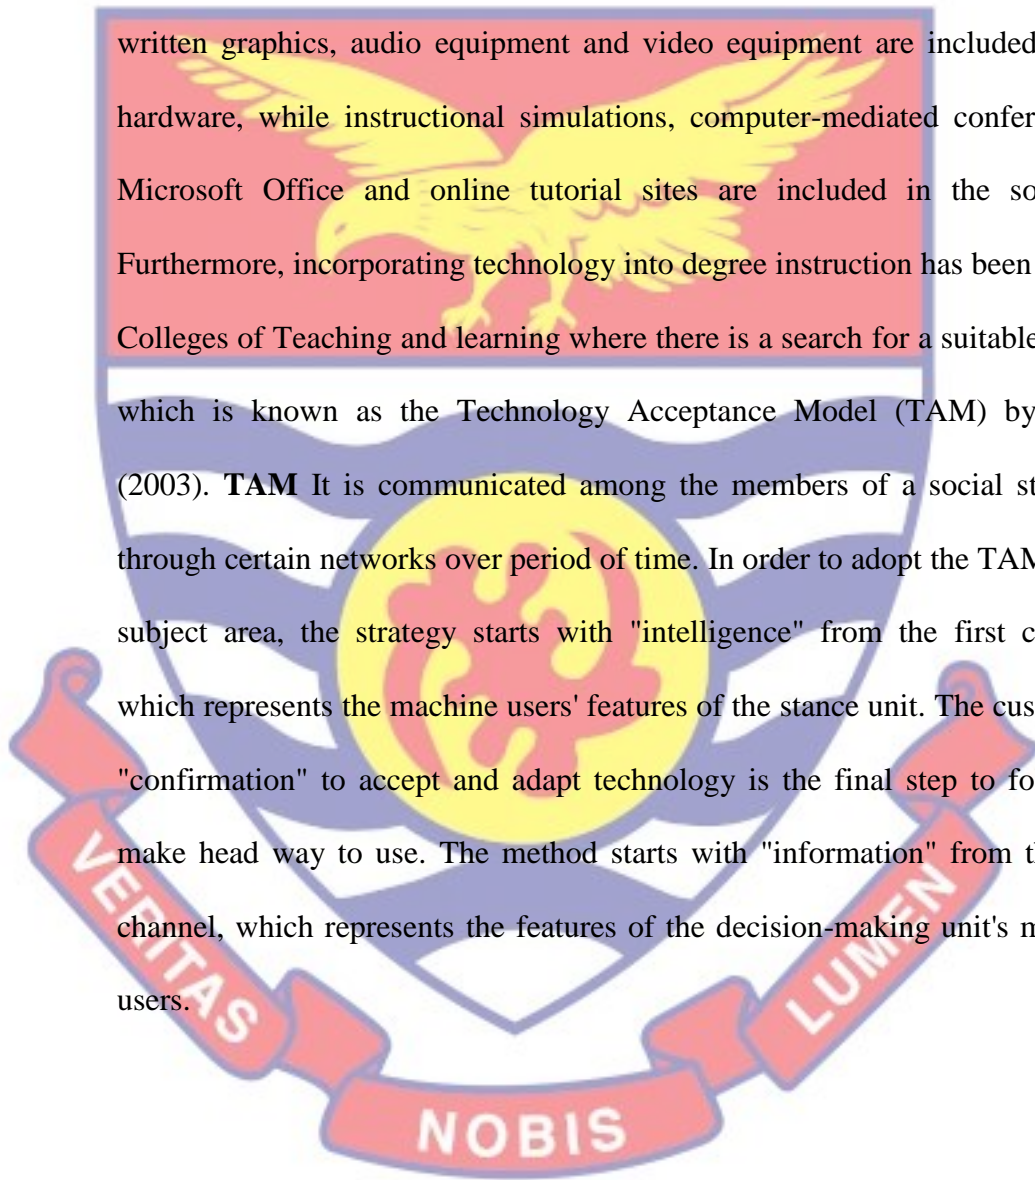 written graphics, audio equipment and video equipment are included
hardware, while instructional simulations, computer-mediated confer
Microsoft Office and online tutorial sites are included in the so
Furthermore, incorporating technology into degree instruction has been
Colleges of Teaching and learning where there is a search for a suitable
which is known as the Technology Acceptance Model (TAM) by
(2003). TAM It is communicated among the members of a social st
through certain networks over period of time. In order to adopt the TAM
subject area, the strategy starts with "intelligence" from the first c
which represents the machine users' features of the stance unit. The cus
"confirmation" to accept and adapt technology is the final step to fo
make head way to use. The method starts with "information" from t
channel, which represents the features of the decision-making unit's m
users.
VERITAS
NOBIS
LUMEN